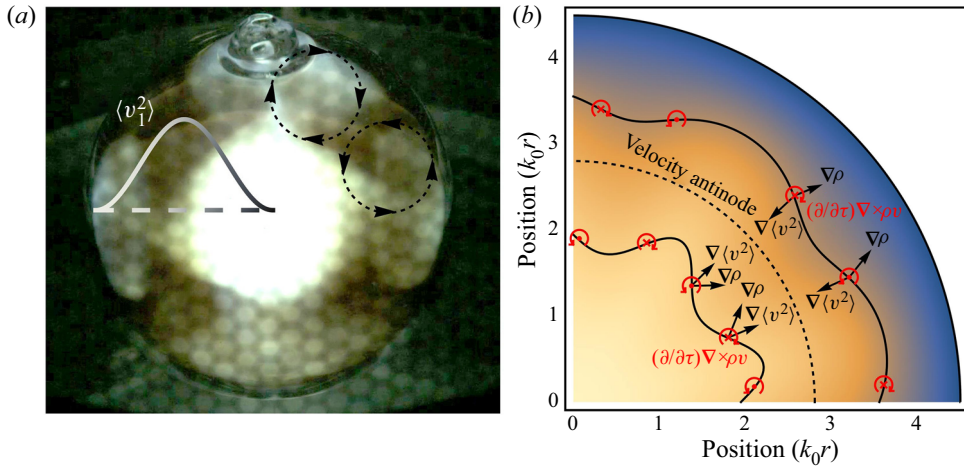 (a)
⟨v₁²⟩
(b)
Position (k₀r)
4
3
2
1
0
Velocity antinode
∇ρ
∇⟨v²⟩
(∂/∂τ)∇×ρv
∇ρ
∇⟨v²⟩
∇⟨v²⟩
∇ρ
∇ρ
∇⟨v²⟩
(∂/∂τ)∇×ρv
0
1
2
3
4
Position (k₀r)